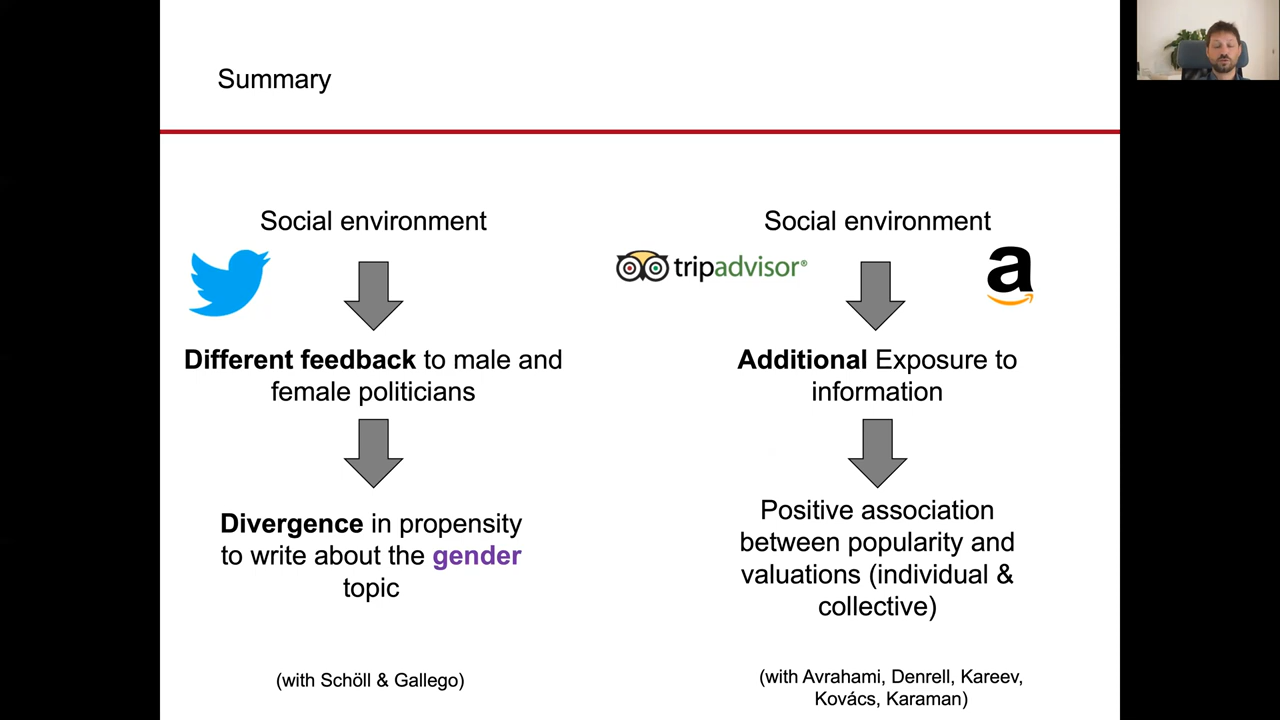 Summary
Social environment
Different feedback to male and
female politicians
Divergence in propensity
to write about the gender
topic
(with Schöll & Gallego)
Social environment
tripadvisor®
a
Additional Exposure to
information
Positive association
between popularity and
valuations (individual &
collective)
(with Avrahami, Denrell, Kareev,
Kovács, Karaman)